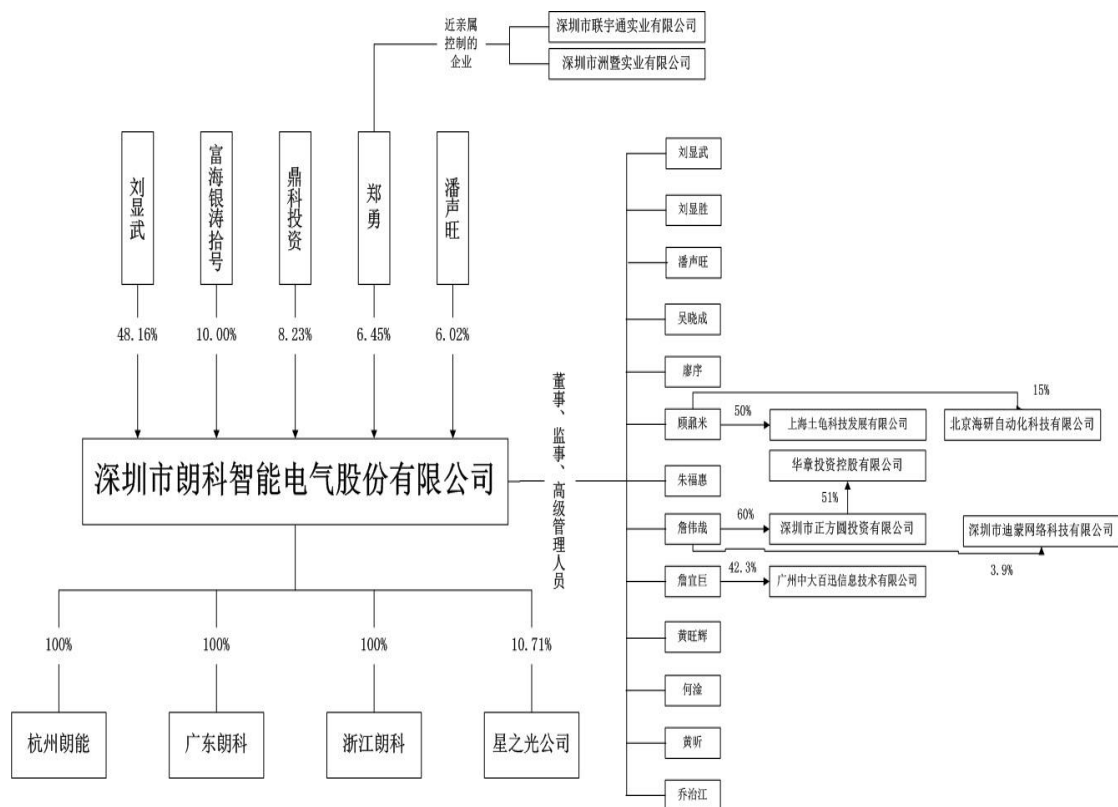 近亲属
控制的
企业
深圳市联宇通实业有限公司
深圳市洲暨实业有限公司
刘显武
富海银涛拾号
鼎科投资
郑勇
潘声旺
48.16%
10.00%
8.23%
6.45%
6.02%
深圳市朗科智能电气股份有限公司
董事、监事、高级管理人员
刘显武
刘显胜
潘声旺
吴晓成
廖序
顾鼐米
50%
上海土龟科技发展有限公司
15%
北京海研自动化科技有限公司
朱福惠
华章投资控股有限公司
51%
詹伟哉
60%
深圳市正方圆投资有限公司
深圳市迪蒙网络科技有限公司
3.9%
詹宜巨
42.3%
广州中大百迅信息技术有限公司
黄旺辉
何淦
黄昕
乔治江
100%
100%
100%
10.71%
杭州朗能
广东朗科
浙江朗科
星之光公司